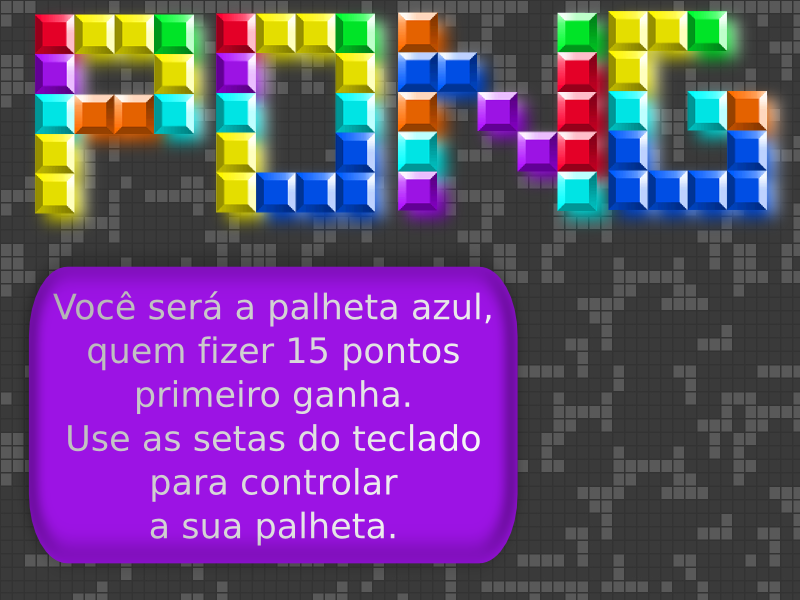 PONG
Você será a palheta azul,
quem fizer 15 pontos
primeiro ganha.
Use as setas do teclado
para controlar
a sua palheta.